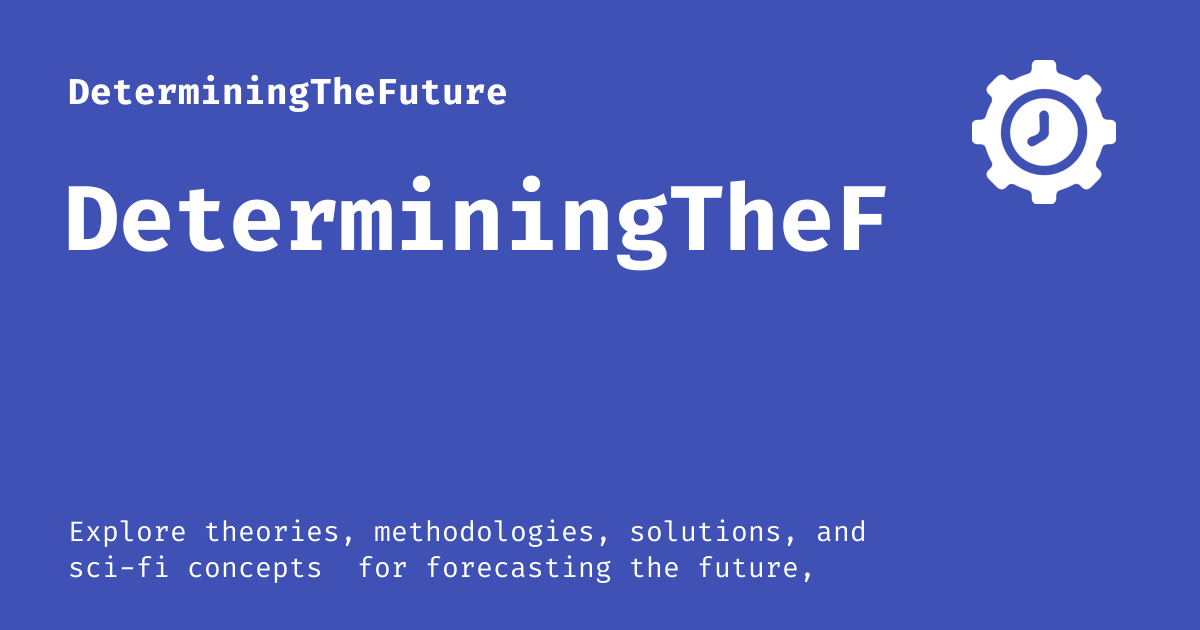 DeterminingTheFuture
DeterminingTheF
Explore theories, methodologies, solutions, and
sci-fi concepts  for forecasting the future,